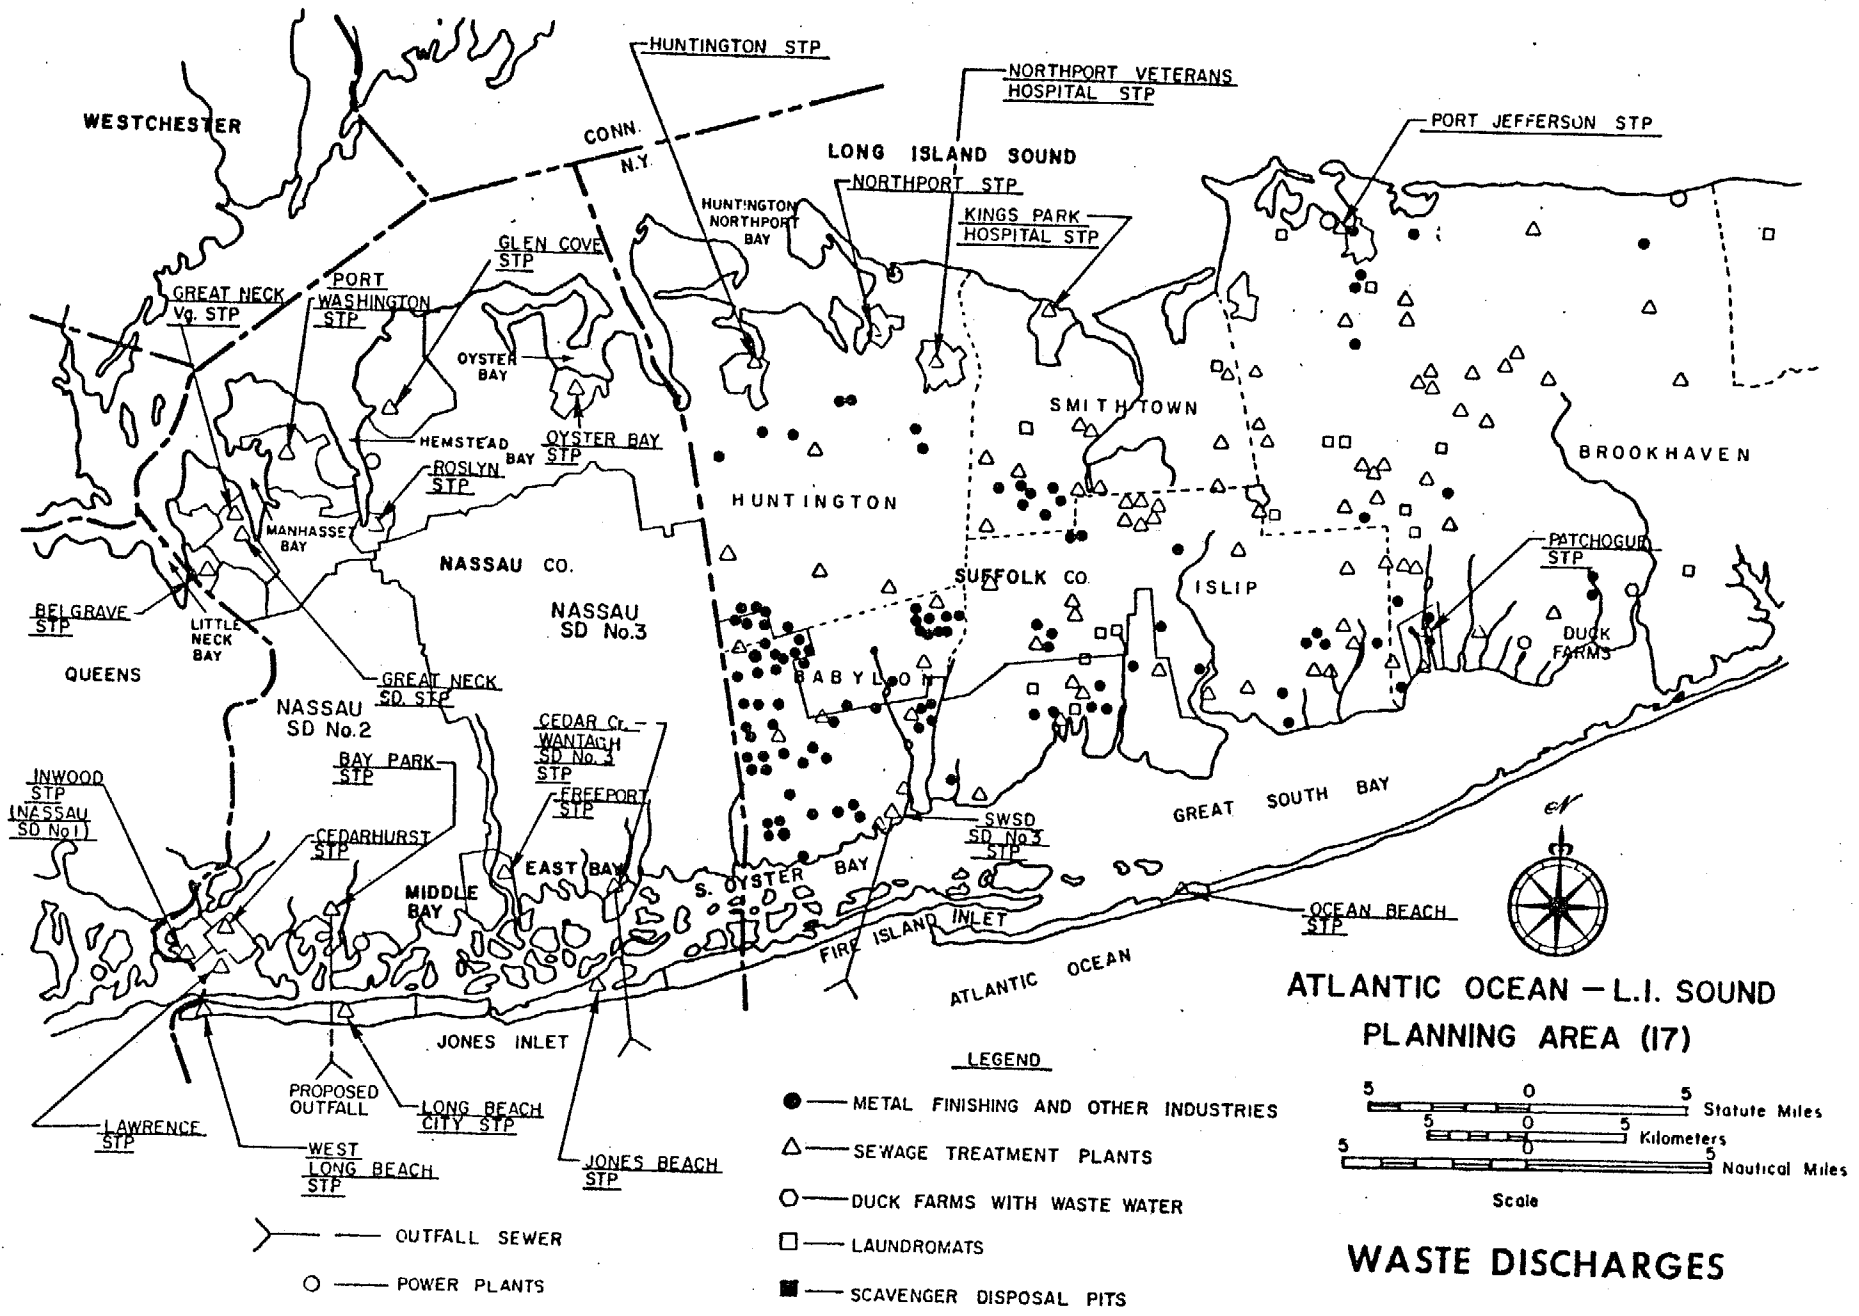 HUNTINGTON STP
NORTHPORT VETERANS
HOSPITAL STP
PORT JEFFERSON STP
WESTCHESTER
CONN.
N.Y.
LONG ISLAND SOUND
NORTHPORT STP
HUNTINGTON
NORTHPORT
BAY
KINGS PARK
HOSPITAL STP
GLEN COVE
STP
PORT
WASHINGTON
STP
GREAT NECK
Vg. STP
OYSTER
BAY
SMITHTOWN
HEMSTEAD
BAY
OYSTER BAY
STP
BROOKHAVEN
ROSLYN
STP
HUNTINGTON
MANHASSET
BAY
NASSAU CO.
PATCHOGUE
STP
SUFFOLK CO.
ISLIP
BELGRAVE
STP
LITTLE
NECK
BAY
NASSAU
SD No.3
DUCK
FARMS
QUEENS
GREAT NECK
SD. STP
BABYLON
NASSAU
SD No.2
CEDAR Cr.
WANTAGH
SD No. 3
STP
BAY PARK
STP
INWOOD
STP
(NASSAU
SD No 1)
FREEPORT
STP
GREAT SOUTH BAY
CEDARHURST
STP
SWSD
SD No 3
STP
N
EAST BAY
MIDDLE
BAY
S. OYSTER BAY
OCEAN BEACH
STP
FIRE ISLAND INLET
ATLANTIC OCEAN
ATLANTIC OCEAN — L.I. SOUND
PLANNING AREA (17)
JONES INLET
LEGEND
PROPOSED
OUTFALL
LONG BEACH
CITY STP
LAWRENCE
STP
WEST
LONG BEACH
STP
JONES BEACH
STP
METAL FINISHING AND OTHER INDUSTRIES
SEWAGE TREATMENT PLANTS
DUCK FARMS WITH WASTE WATER
LAUNDROMATS
SCAVENGER DISPOSAL PITS
OUTFALL SEWER
POWER PLANTS
5 0 5
Statute Miles
5 0 5
Kilometers
5 0 5
Nautical Miles
Scale
WASTE DISCHARGES